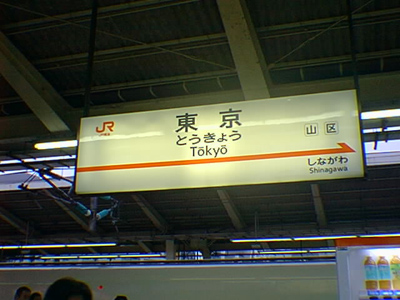 JR
東京
とうきょう
Tōkyō
山 区
しながわ
Shinagawa